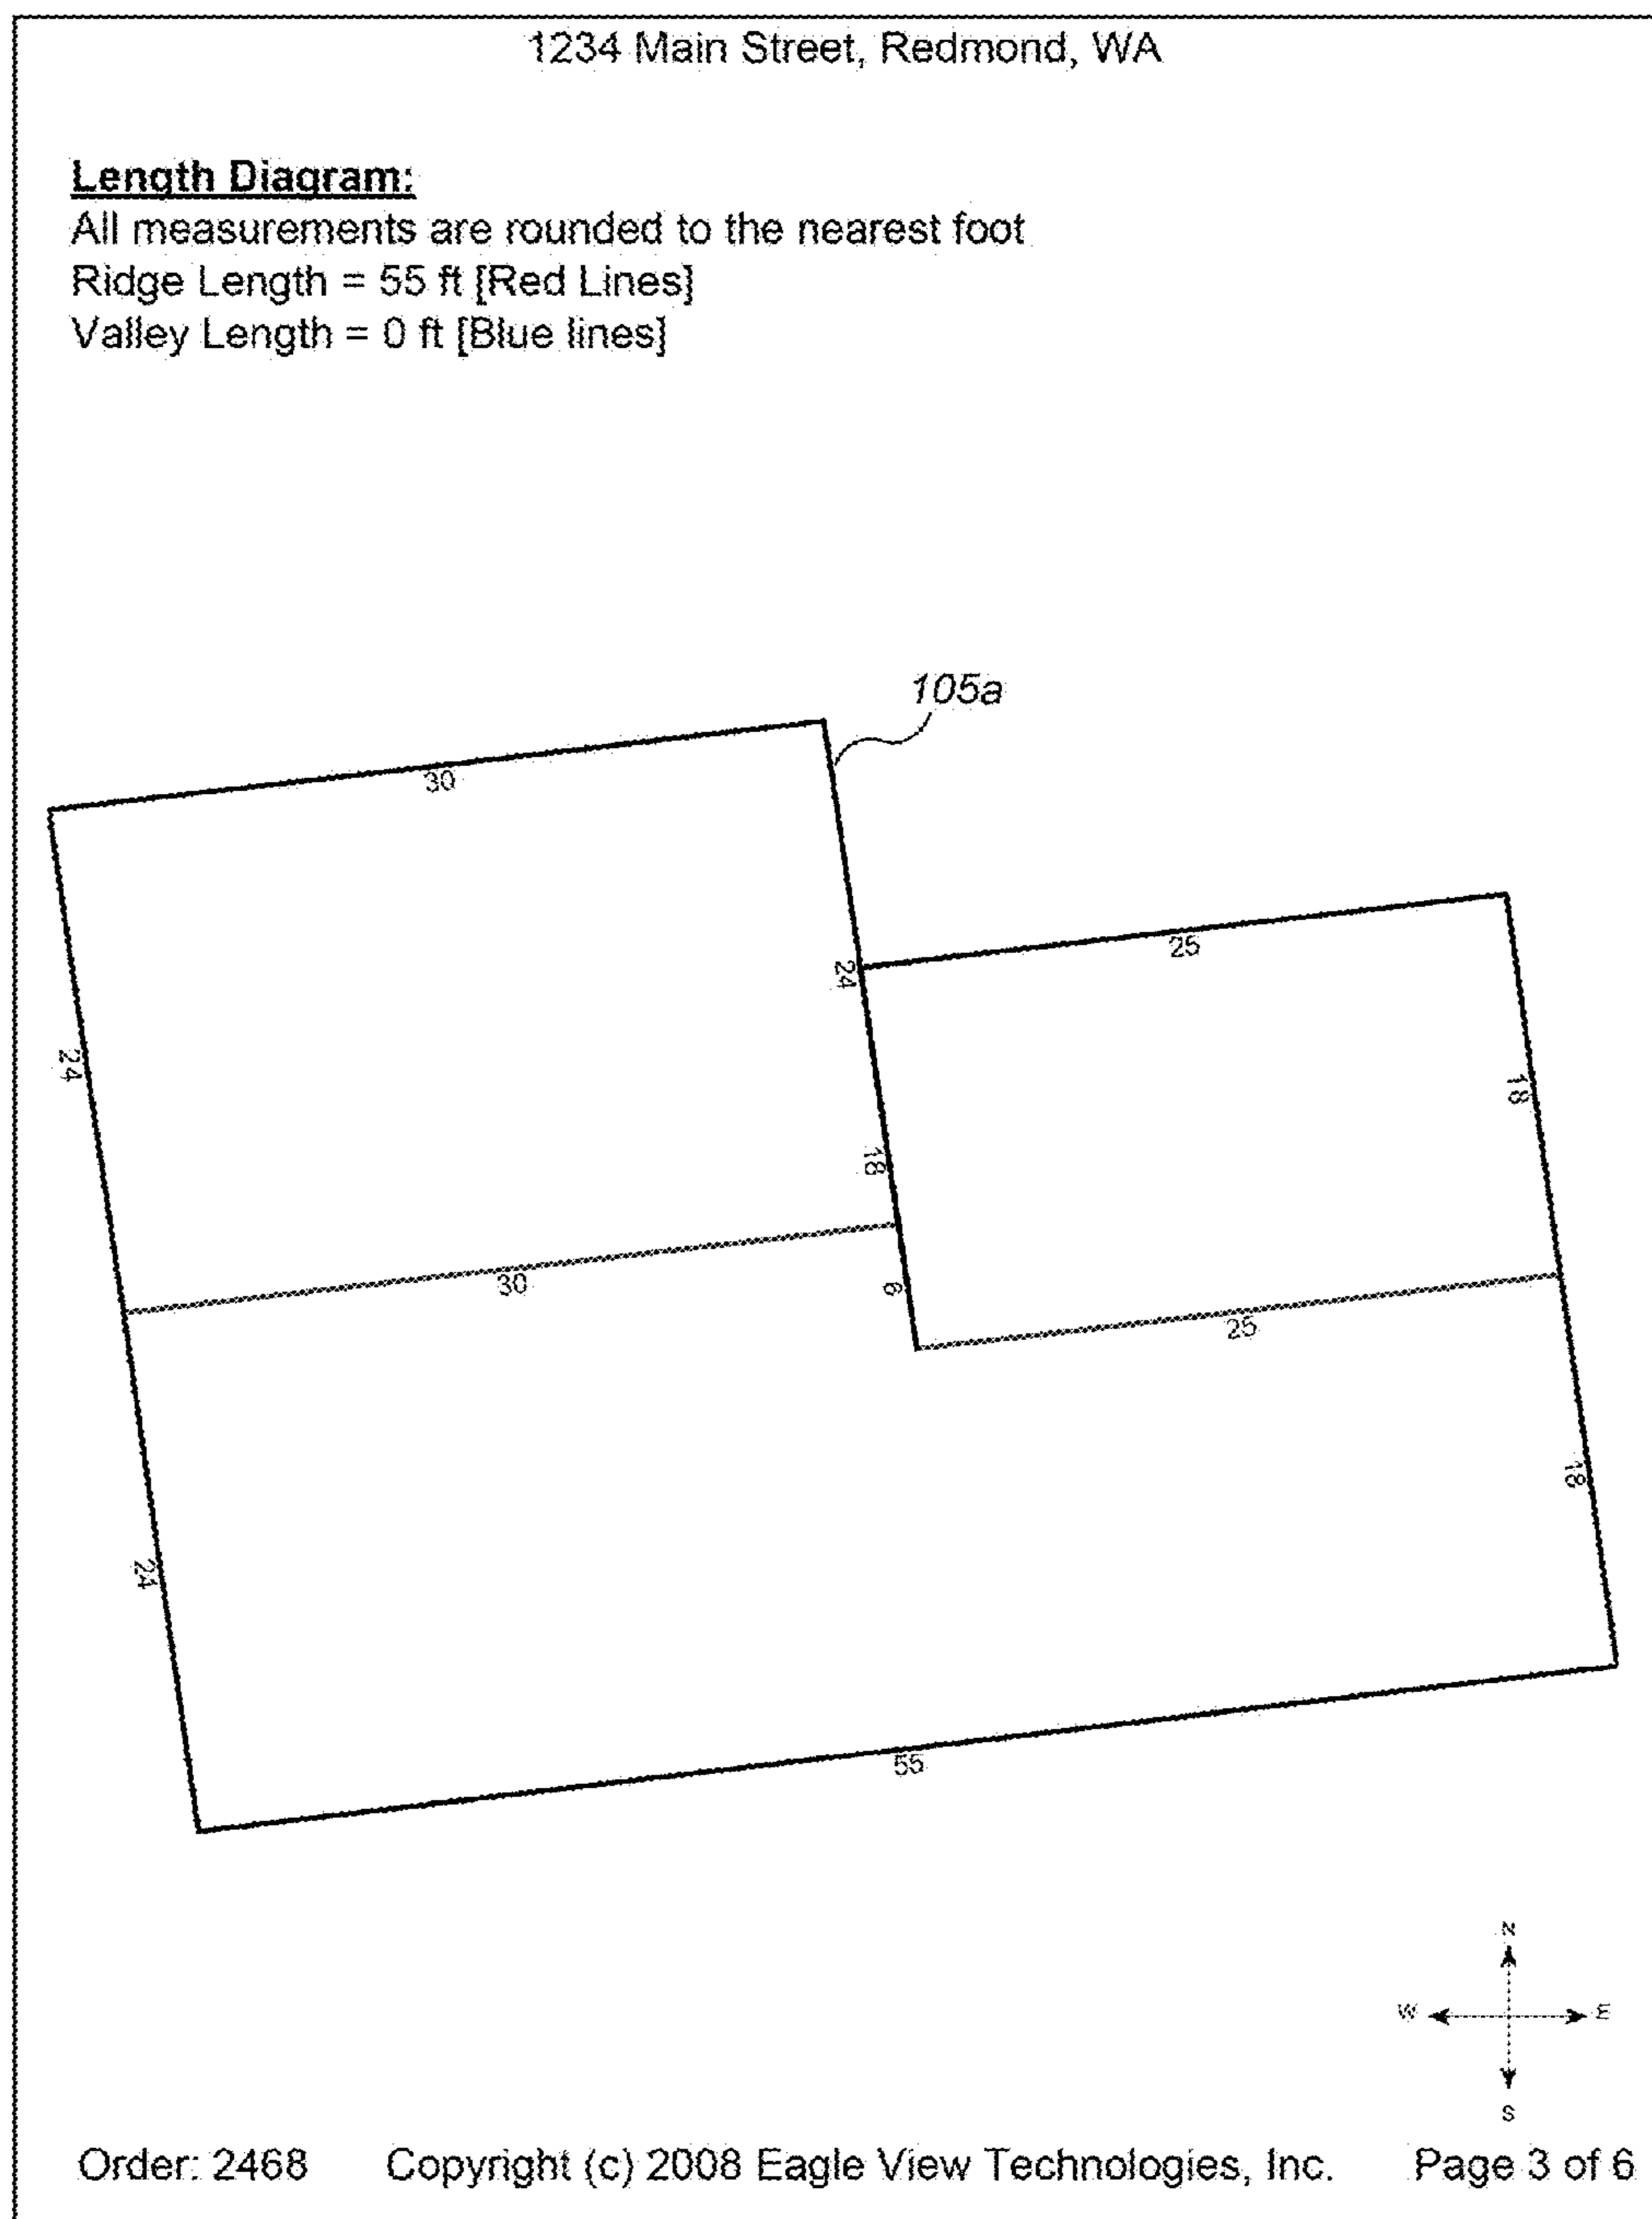 1234 Main Street, Redmond, WA
Length Diagram:
All measurements are rounded to the nearest foot
Ridge Length = 55 ft [Red Lines]
Valley Length = 0 ft [Blue lines]
105a
30
25
24
24
18
18
30
6
25
18
24
55
N
W E
S
Order: 2468 Copyright (c) 2008 Eagle View Technologies, Inc. Page 3 of 6